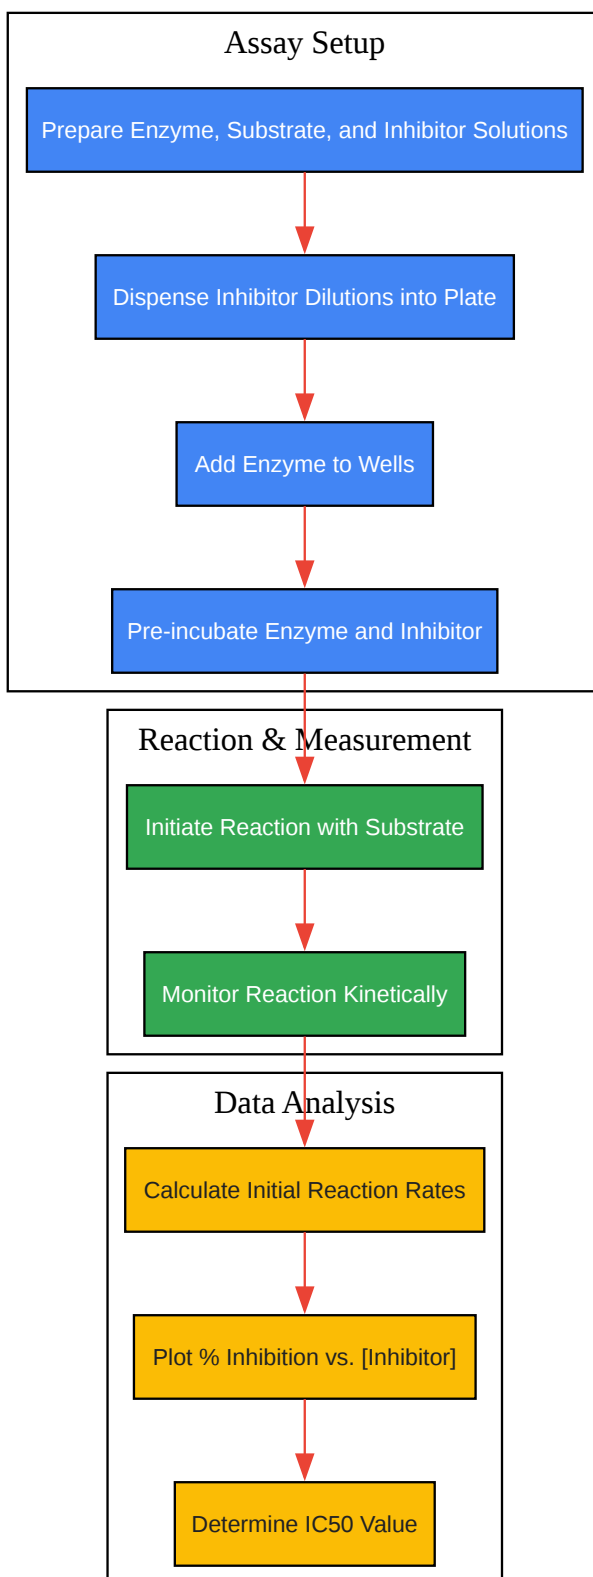 Assay Setup
Prepare Enzyme, Substrate, and Inhibitor Solutions
Dispense Inhibitor Dilutions into Plate
Add Enzyme to Wells
Pre-incubate Enzyme and Inhibitor
Reaction & Measurement
Initiate Reaction with Substrate
Monitor Reaction Kinetically
Data Analysis
Calculate Initial Reaction Rates
Plot % Inhibition vs. [Inhibitor]
Determine IC50 Value